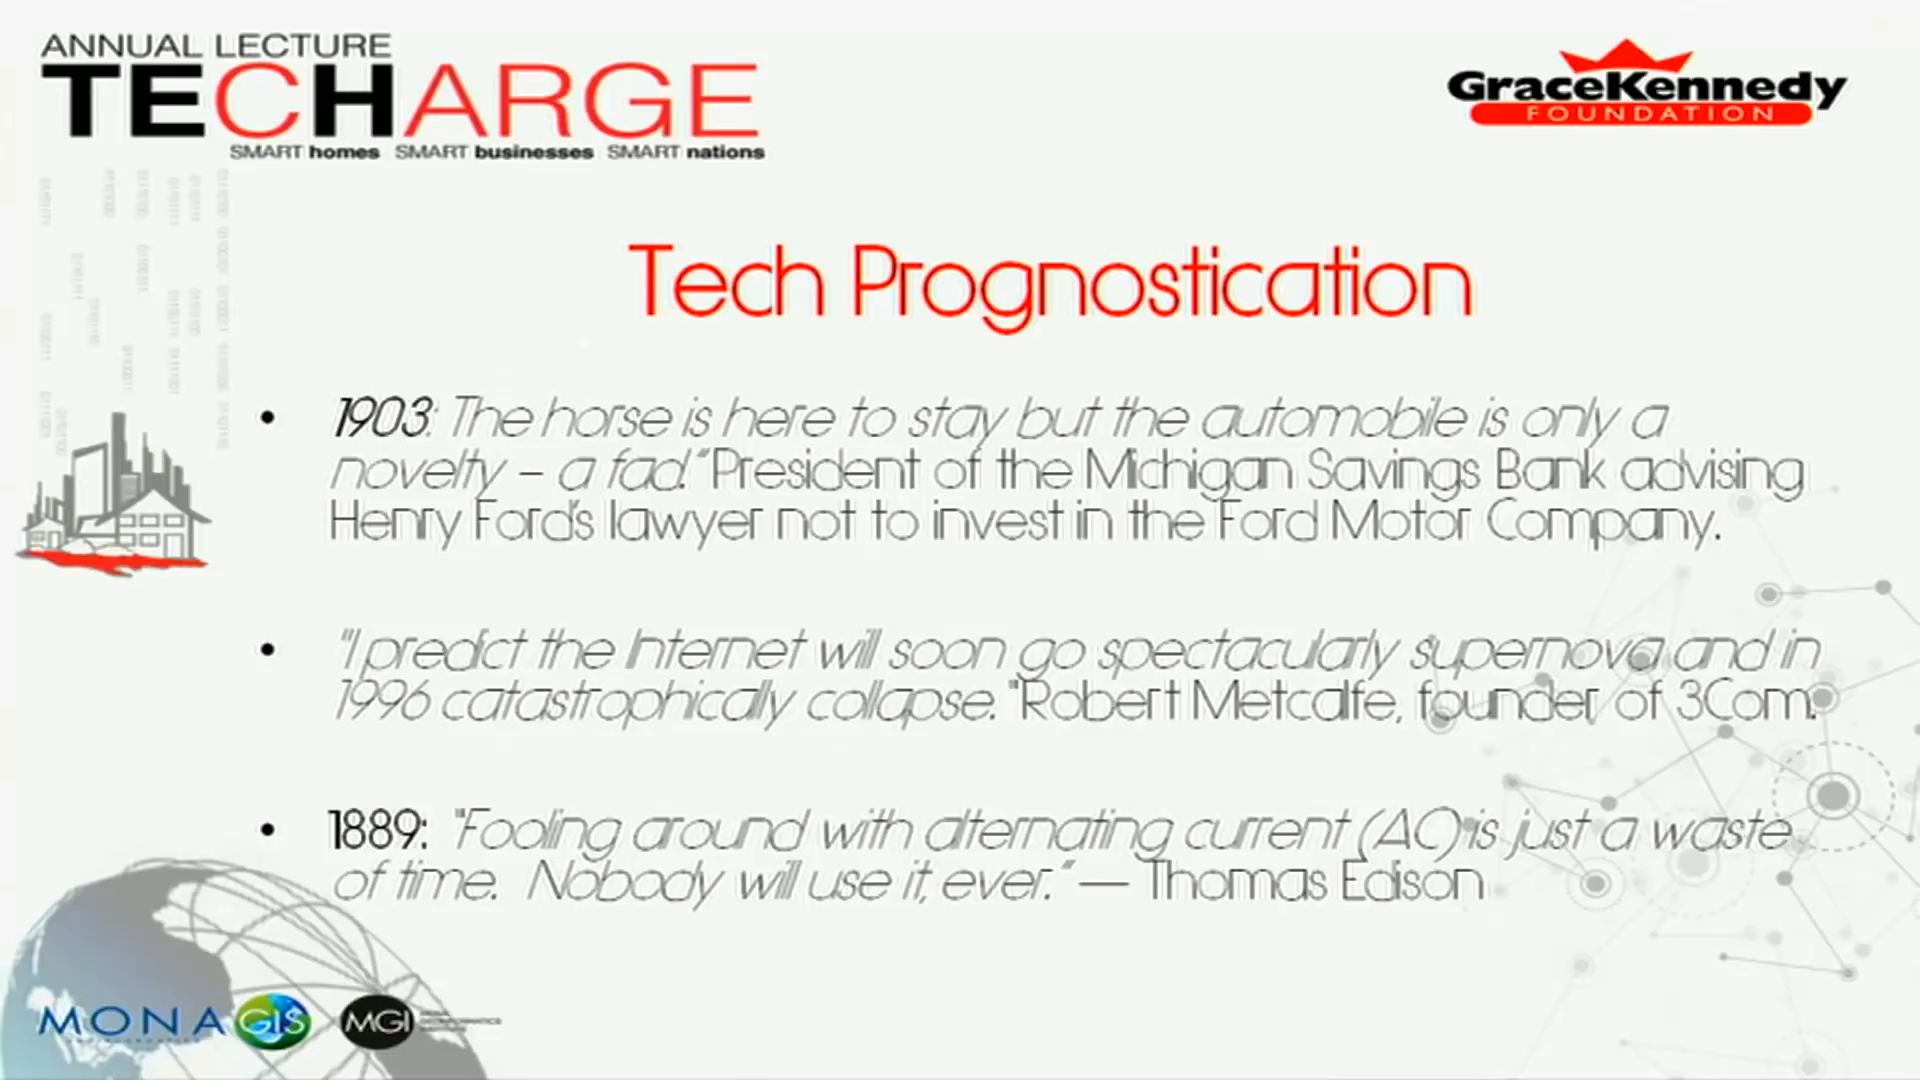 ANNUAL LECTURE
TECHARGE
SMART homes SMART businesses SMART nations
GraceKennedy
FOUNDATION
Tech Prognostication
• 1903: The horse is here to stay but the automobile is only a
novelty – a fad." President of the Michigan Savings Bank advising
Henry Ford's lawyer not to invest in the Ford Motor Company.
• "I predict the Internet will soon go spectacularly supernova and in
1996 catastrophically collapse. "Robert Metcalfe, founder of 3Com.
• 1889: "Fooling around with alternating current (AC) is just a waste
of time. Nobody will use it, ever." — Thomas Edison
MONA GIS MGI